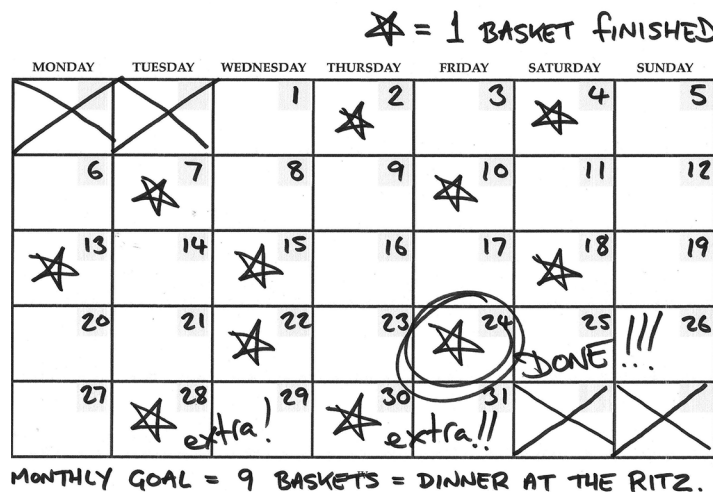 = 1 BASKET FINISHED
MONDAY TUESDAY WEDNESDAY THURSDAY FRIDAY SATURDAY SUNDAY
1 2 3 4 5
6 7 8 9 10 11 12
13 14 15 16 17 18 19
20 21 22 23 24 25 26
DONE!!!
27 28 29 30 31
extra! extra!!
MONTHLY GOAL = 9 BASKETS = DINNER AT THE RITZ.